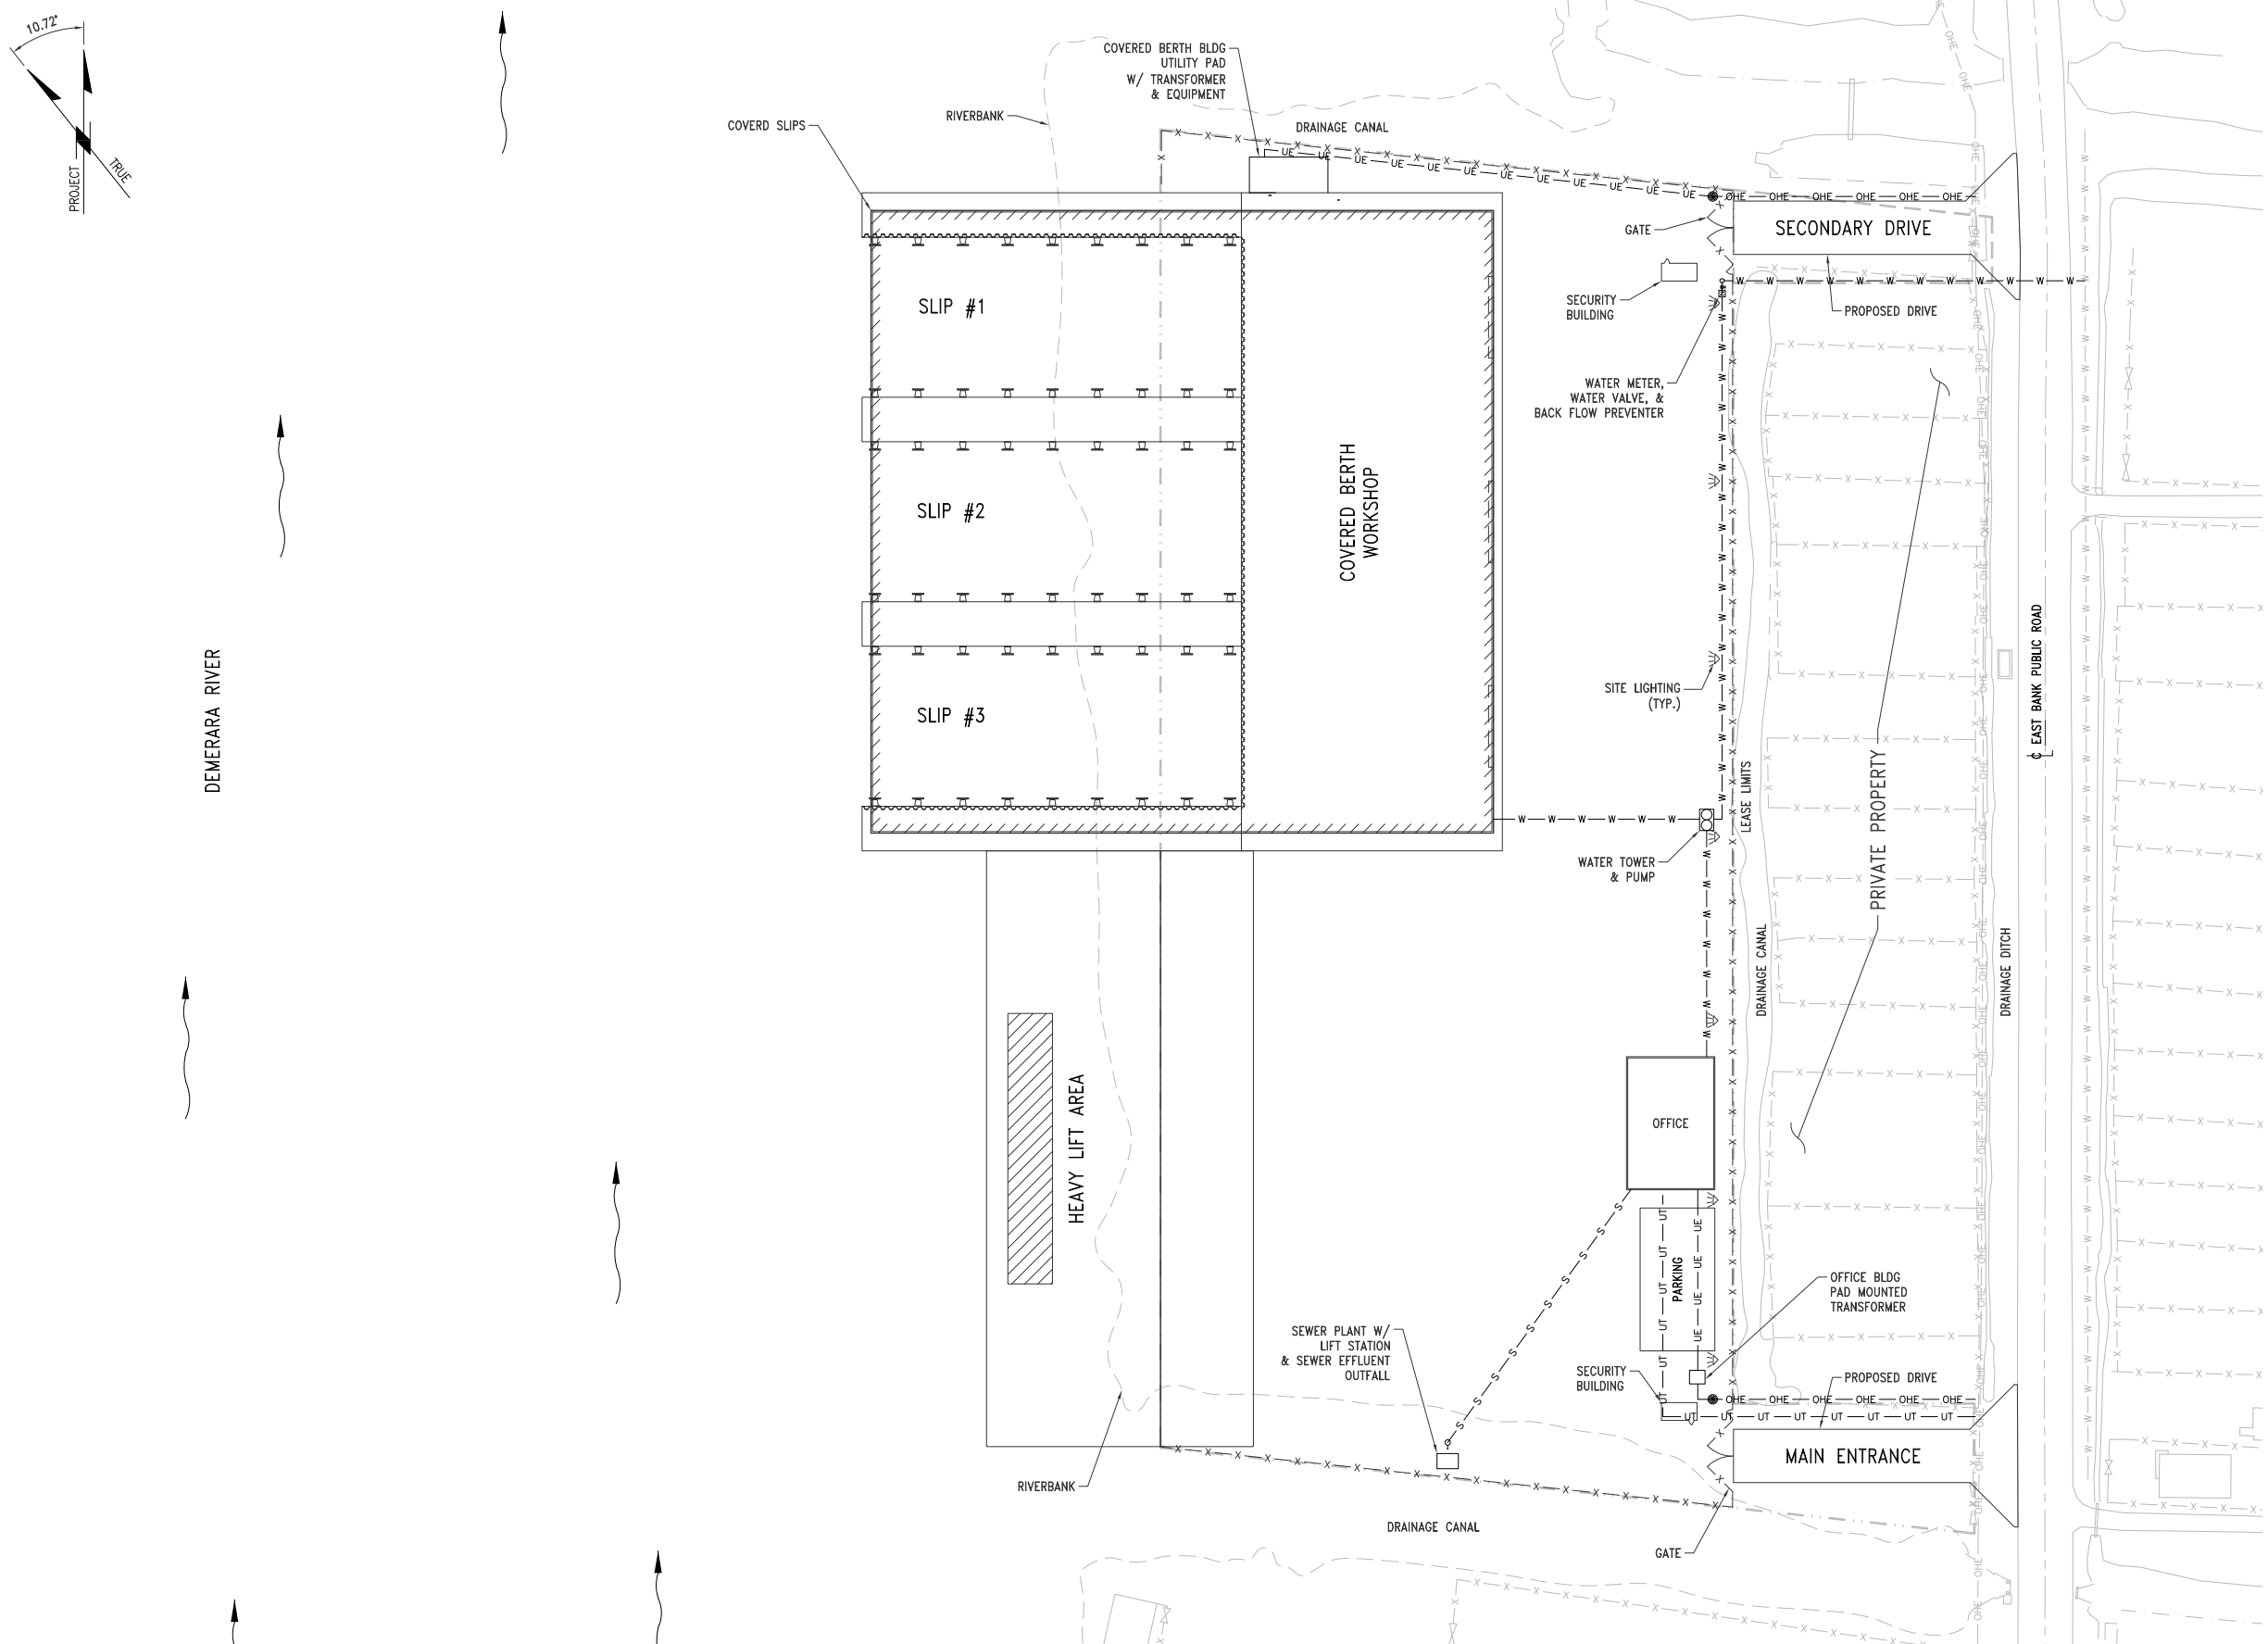 10.72°
PROJECT
TRUE
COVERED BERTH BLDG
UTILITY PAD
W/ TRANSFORMER
& EQUIPMENT
RIVERBANK
COVERD SLIPS
DRAINAGE CANAL
GATE
SECONDARY DRIVE
SECURITY
BUILDING
PROPOSED DRIVE
WATER METER,
WATER VALVE, &
BACK FLOW PREVENTER
SLIP #1
SLIP #2
SLIP #3
COVERED BERTH
WORKSHOP
DEMERARA RIVER
SITE LIGHTING
(TYP.)
LEASE LIMITS
PRIVATE PROPERTY
C EAST BANK PUBLIC ROAD
WATER TOWER
& PUMP
DRAINAGE CANAL
DRAINAGE DITCH
HEAVY LIFT AREA
OFFICE
PARKING
OFFICE BLDG
PAD MOUNTED
TRANSFORMER
SEWER PLANT W/
LIFT STATION
& SEWER EFFLUENT
OUTFALL
SECURITY
BUILDING
PROPOSED DRIVE
MAIN ENTRANCE
RIVERBANK
DRAINAGE CANAL
GATE